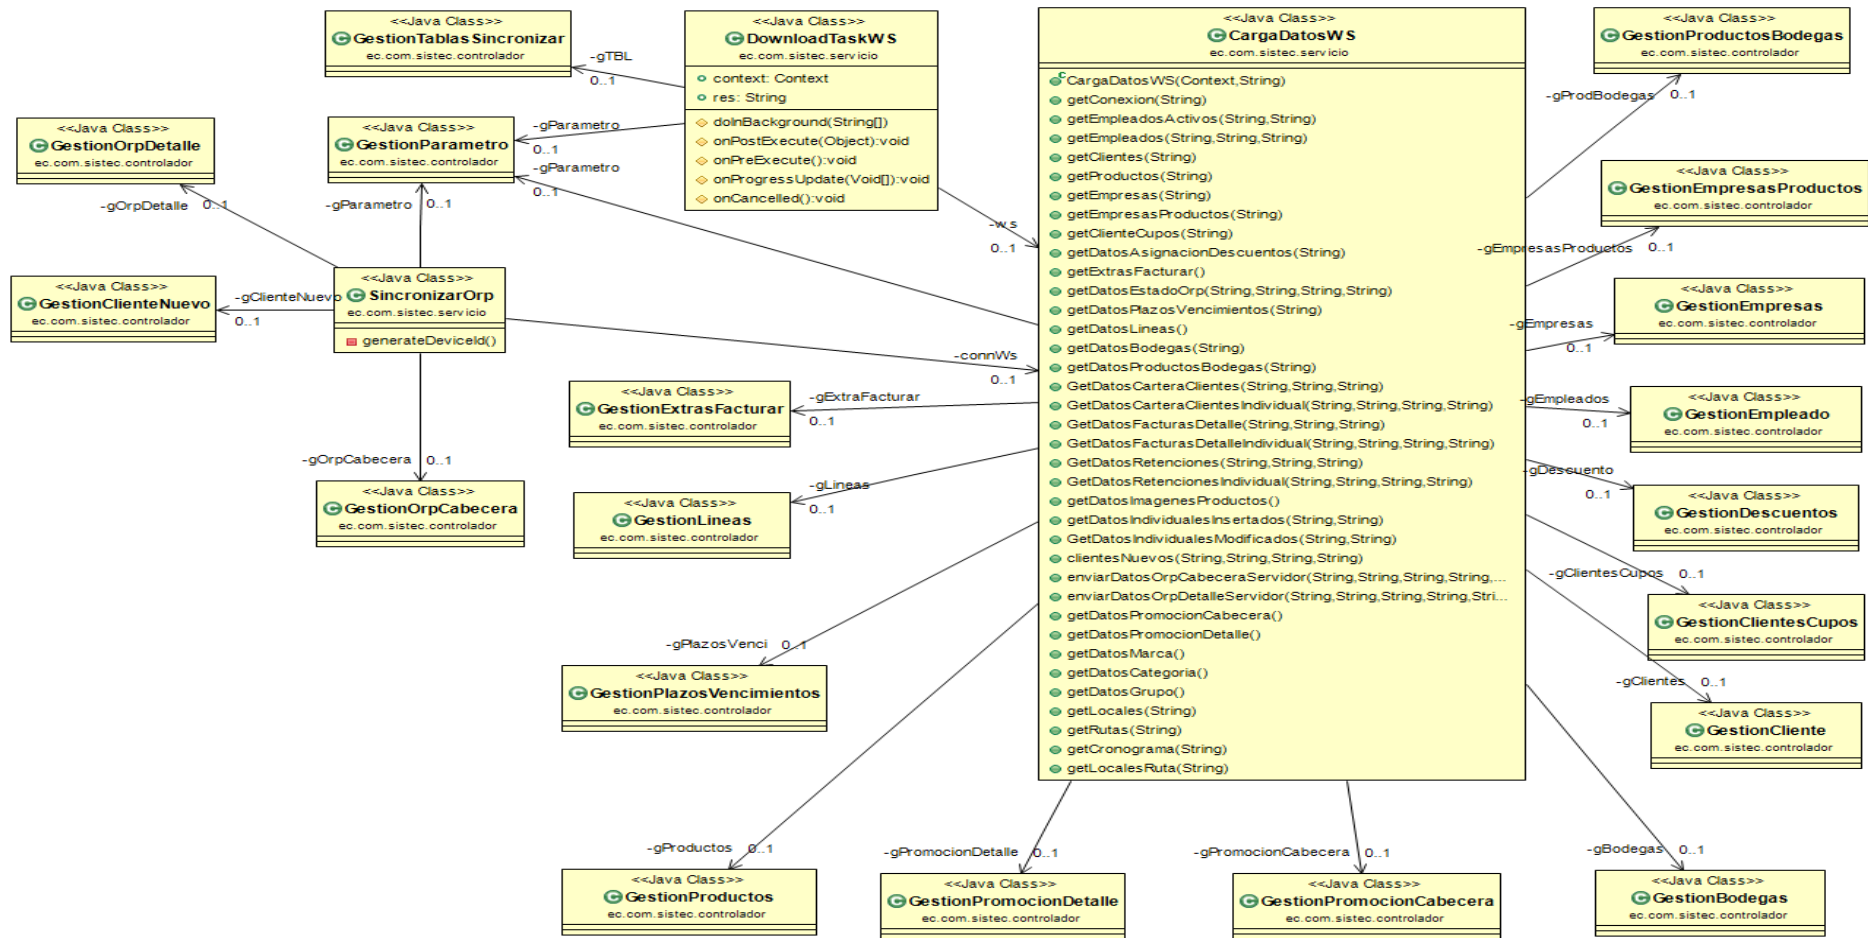 <<Java Class>>
GestionTablasSincronizar
ec.com.sistec.controlador
<<Java Class>>
DownloadTaskWS
ec.com.sistec.servicio
context: Context
res: String
doInBackground(String[])
onPostExecute(Object):void
onPreExecute():void
onProgressUpdate(Void[]):void
onCancelled():void
<<Java Class>>
CargaDatosWS
ec.com.sistec.servicio
CargaDatosWS(Context,String)
getConexion(String)
getEmpleadosActivos(String,String)
getEmpleados(String,String,String)
getClientes(String)
getProductos(String)
getEmpresas(String)
getEmpresasProductos(String)
getClienteCupos(String)
getDatosAsignacionDescuentos(String)
getExtrasFacturar()
getDatosEstadoOrp(String,String,String,String)
getDatosPlazosVencimientos(String)
getDatosLineas()
getDatosBodegas(String)
getDatosProductosBodegas(String)
GetDatosCarteraClientes(String,String,String)
GetDatosCarteraClientesIndividual(String,String,String,String)
GetDatosFacturasDetalle(String,String,String)
GetDatosFacturasDetalleIndividual(String,String,String,String)
GetDatosRetenciones(String,String,String)
GetDatosRetencionesIndividual(String,String,String,String)
getDatosImagenesProductos()
getDatosIndividualesInsertados(String,String)
GetDatosIndividualesModificados(String,String)
clientesNuevos(String,String,String,String)
enviarDatosOrpCabeceraServidor(String,String,String,String,...
enviarDatosOrpDetalleServidor(String,String,String,String,Stri...
getDatosPromocionCabecera()
getDatosPromocionDetalle()
getDatosMarca()
getDatosCategoria()
getDatosGrupo()
getLocales(String)
getRutas(String)
getCronograma(String)
getLocalesRuta(String)
<<Java Class>>
GestionProductosBodegas
ec.com.sistec.controlador
-gTBL
0..1
-gProdBodegas 0..1
<<Java Class>>
GestionOrpDetalle
ec.com.sistec.controlador
<<Java Class>>
GestionParametro
ec.com.sistec.controlador
-gParametro
0..1
-gParametro
0..1
<<Java Class>>
GestionEmpresasProductos
ec.com.sistec.controlador
-gOrpDetalle 0..1
-gParametro 0..1
-ws
0..1
-gEmpresasProductos 0..1
<<Java Class>>
GestionClienteNuevo
ec.com.sistec.controlador
-gClienteNuevo
0..1
<<Java Class>>
SincronizarOrp
ec.com.sistec.servicio
generateDeviceId()
<<Java Class>>
GestionEmpresas
ec.com.sistec.controlador
-gEmpresas
0..1
-connWs
0..1
<<Java Class>>
GestionExtrasFacturar
ec.com.sistec.controlador
-gExtraFacturar
0..1
<<Java Class>>
GestionEmpleado
ec.com.sistec.controlador
-gEmpleados
0..1
-gOrpCabecera 0..1
<<Java Class>>
GestionOrpCabecera
ec.com.sistec.controlador
<<Java Class>>
GestionLineas
ec.com.sistec.controlador
-gLineas
0..1
-gDescuento
0..1
<<Java Class>>
GestionDescuentos
ec.com.sistec.controlador
-gClientesCupos 0..1
<<Java Class>>
GestionClientesCupos
ec.com.sistec.controlador
-gPlazosVenci 0..1
<<Java Class>>
GestionPlazosVencimientos
ec.com.sistec.controlador
-gClientes 0..1
<<Java Class>>
GestionCliente
ec.com.sistec.controlador
-gProductos 0..1
<<Java Class>>
GestionProductos
ec.com.sistec.controlador
-gPromocionDetalle 0..1
<<Java Class>>
GestionPromocionDetalle
ec.com.sistec.controlador
-gPromocionCabecera 0..1
<<Java Class>>
GestionPromocionCabecera
ec.com.sistec.controlador
-gBodegas 0..1
<<Java Class>>
GestionBodegas
ec.com.sistec.controlador